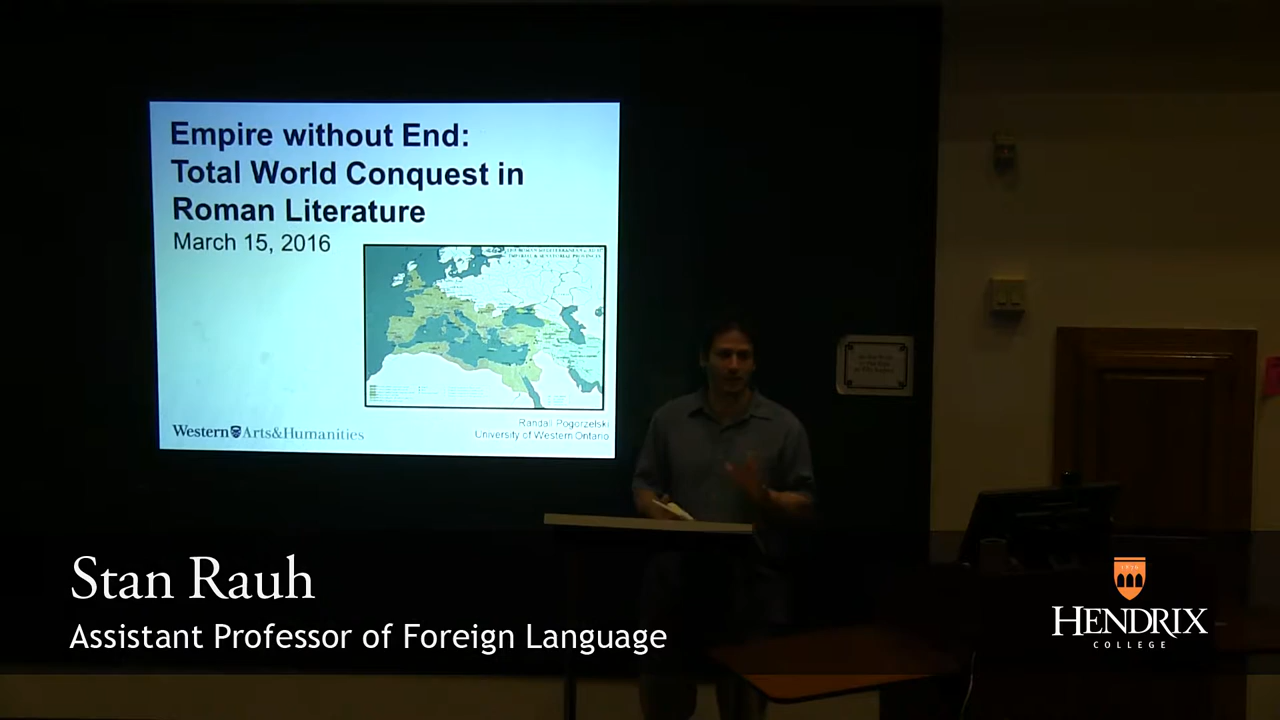 Empire without End:
Total World Conquest in
Roman Literature
March 15, 2016
Western Arts&Humanities
Randall Pogorzelski
University of Western Ontario
Stan Rauh
Assistant Professor of Foreign Language
HENDRIX
COLLEGE